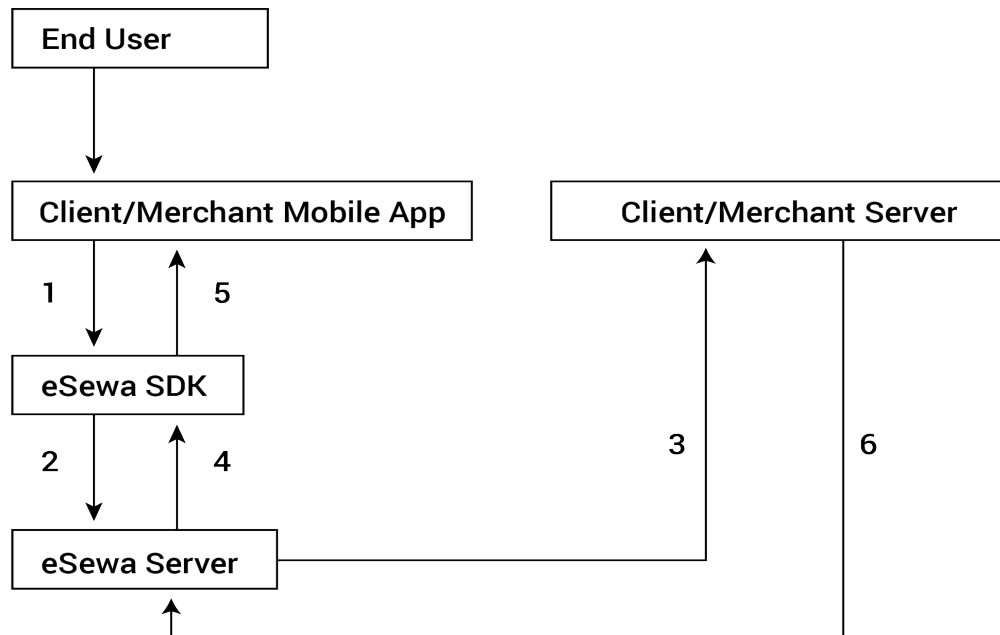 End User
Client/Merchant Mobile App
Client/Merchant Server
1
5
eSewa SDK
2
4
3
6
eSewa Server